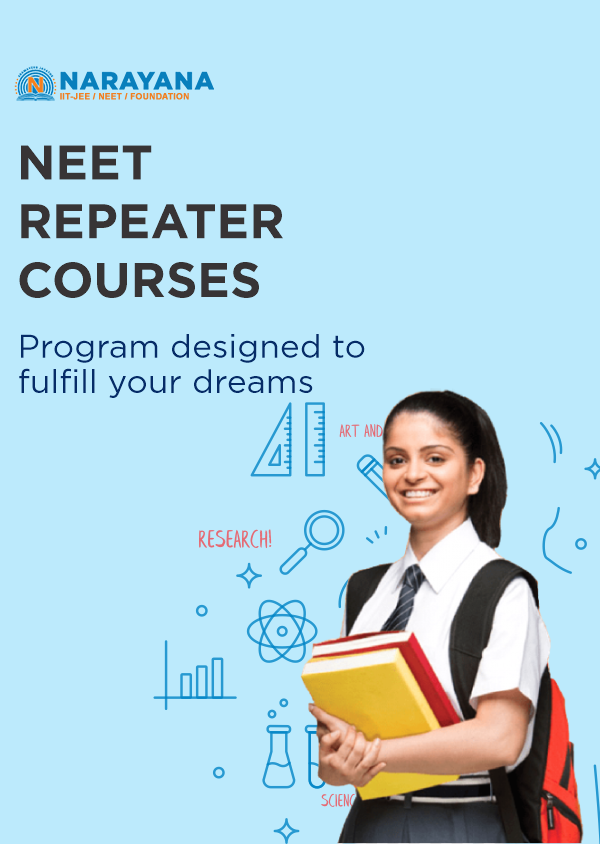 NARAYANA
IIT-JEE / NEET / FOUNDATION
NEET
REPEATER
COURSES
Program designed to
fulfill your dreams
ART AND
RESEARCH!